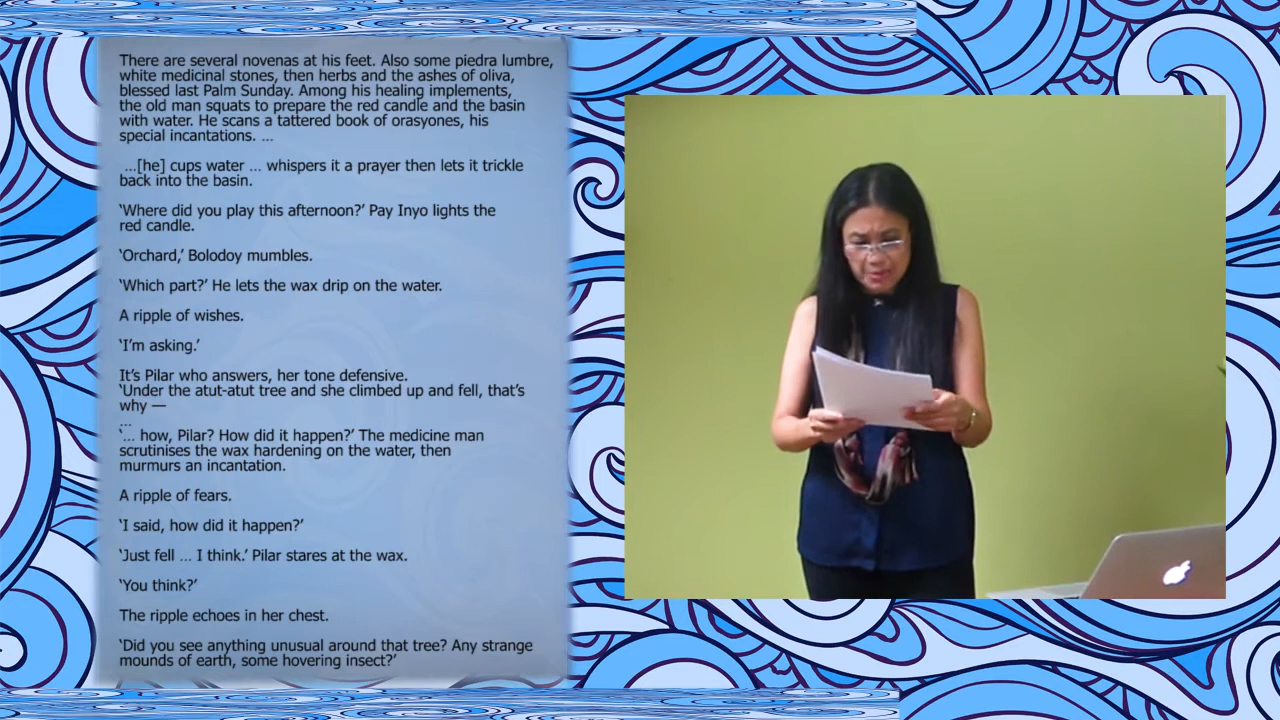 There are several novenas at his feet. Also some piedra lumbre,
white medicinal stones, then herbs and the ashes of oliva,
blessed last Palm Sunday. Among his healing implements,
the old man squats to prepare the red candle and the basin
with water. He scans a tattered book of orasyones, his
special incantations. ...
...[he] cups water ... whispers it a prayer then lets it trickle
back into the basin.
‘Where did you play this afternoon?’ Pay Inyo lights the
red candle.
‘Orchard,’ Bolodoy mumbles.
‘Which part?’ He lets the wax drip on the water.
A ripple of wishes.
‘I’m asking.’
It’s Pilar who answers, her tone defensive.
‘Under the atut-atut tree and she climbed up and fell, that’s
why —
...
‘... how, Pilar? How did it happen?’ The medicine man
scrutinises the wax hardening on the water, then
murmurs an incantation.
A ripple of fears.
‘I said, how did it happen?’
‘Just fell ... I think.’ Pilar stares at the wax.
‘You think?’
The ripple echoes in her chest.
‘Did you see anything unusual around that tree? Any strange
mounds of earth, some hovering insect?’